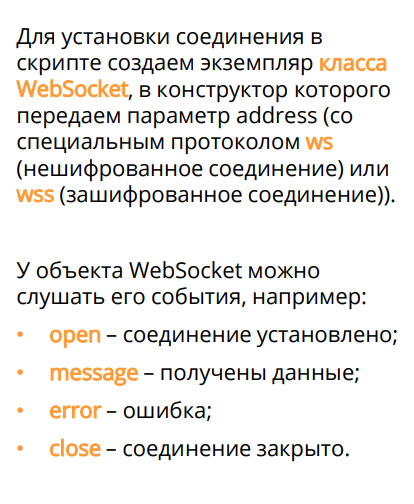 Для установки соединения в
скрипте создаем экземпляр класса
WebSocket, в конструктор которого
передаем параметр address (со
специальным протоколом ws
(нешифрованное соединение) или
wss (зашифрованное соединение)).
У объекта WebSocket можно
слушать его события, например:
• open – соединение установлено;
• message – получены данные;
• error – ошибка;
• close – соединение закрыто.